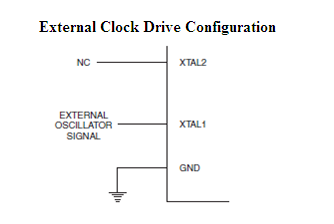 External Clock Drive Configuration
NC
XTAL2
EXTERNAL
OSCILLATOR
SIGNAL
XTAL1
GND